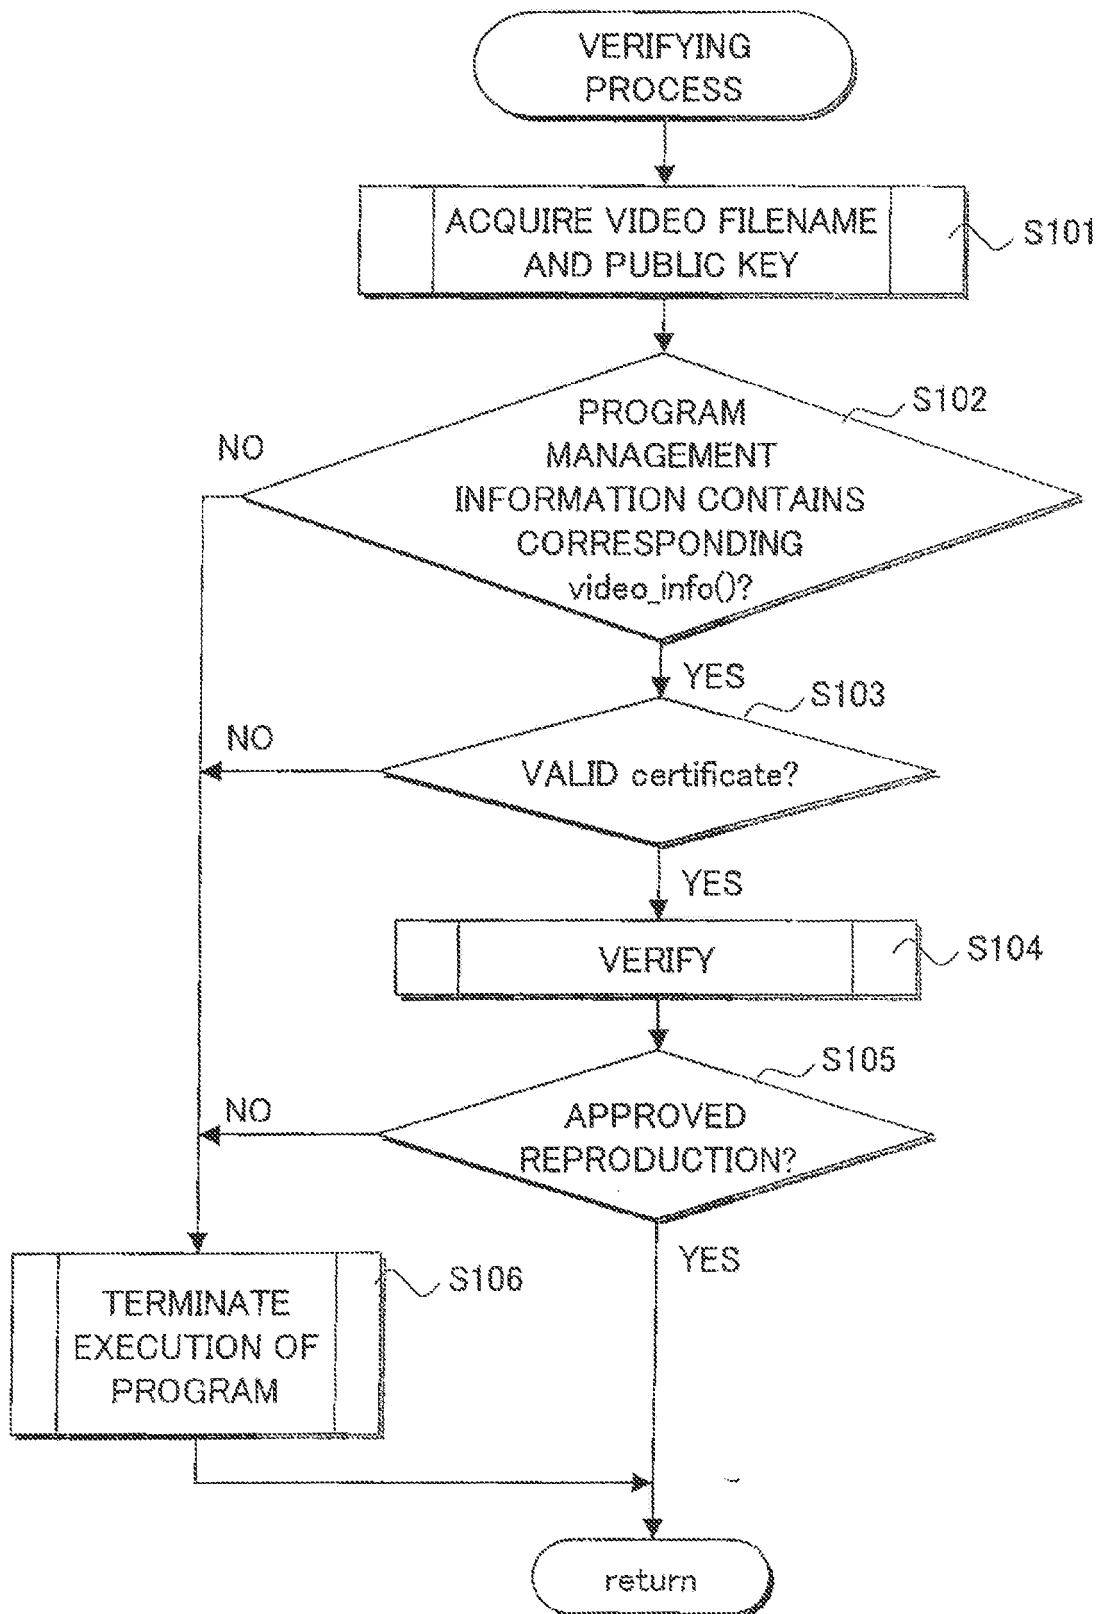 VERIFYING
PROCESS
ACQUIRE VIDEO FILENAME
AND PUBLIC KEY
S101
S102
PROGRAM
MANAGEMENT
INFORMATION CONTAINS
CORRESPONDING
video_info()?
NO
YES
S103
NO
VALID certificate?
YES
VERIFY
S104
S105
NO
APPROVED
REPRODUCTION?
YES
S106
TERMINATE
EXECUTION OF
PROGRAM
return